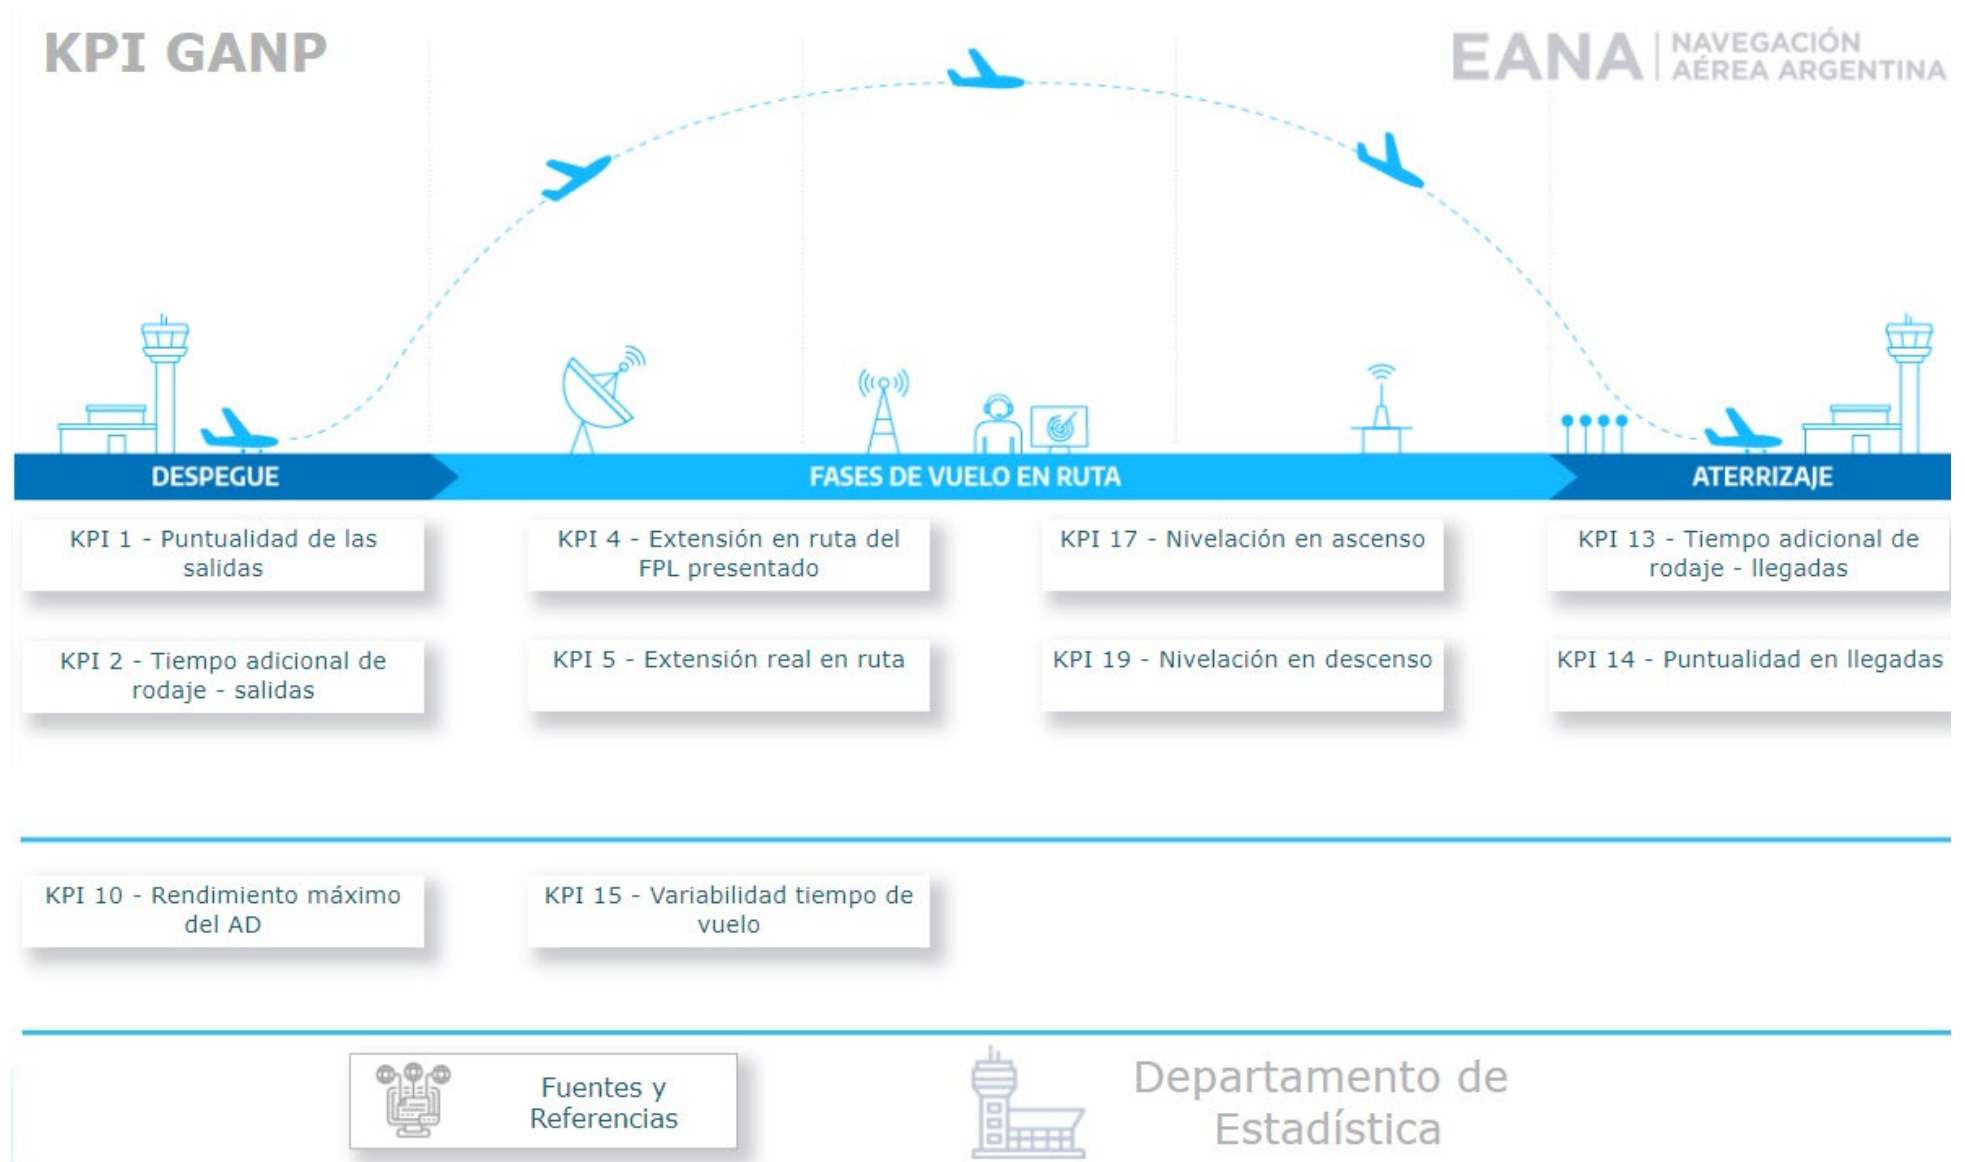 KPI GANP
EANA
NAVEGACIÓN
AÉREA ARGENTINA
DESPEGUE
FASES DE VUELO EN RUTA
ATERRIZAJE
KPI 1 - Puntualidad de las
salidas
KPI 4 - Extensión en ruta del
FPL presentado
KPI 17 - Nivelación en ascenso
KPI 13 - Tiempo adicional de
rodaje - llegadas
KPI 2 - Tiempo adicional de
rodaje - salidas
KPI 5 - Extensión real en ruta
KPI 19 - Nivelación en descenso
KPI 14 - Puntualidad en llegadas
KPI 10 - Rendimiento máximo
del AD
KPI 15 - Variabilidad tiempo de
vuelo
Fuentes y
Referencias
Departamento de
Estadística